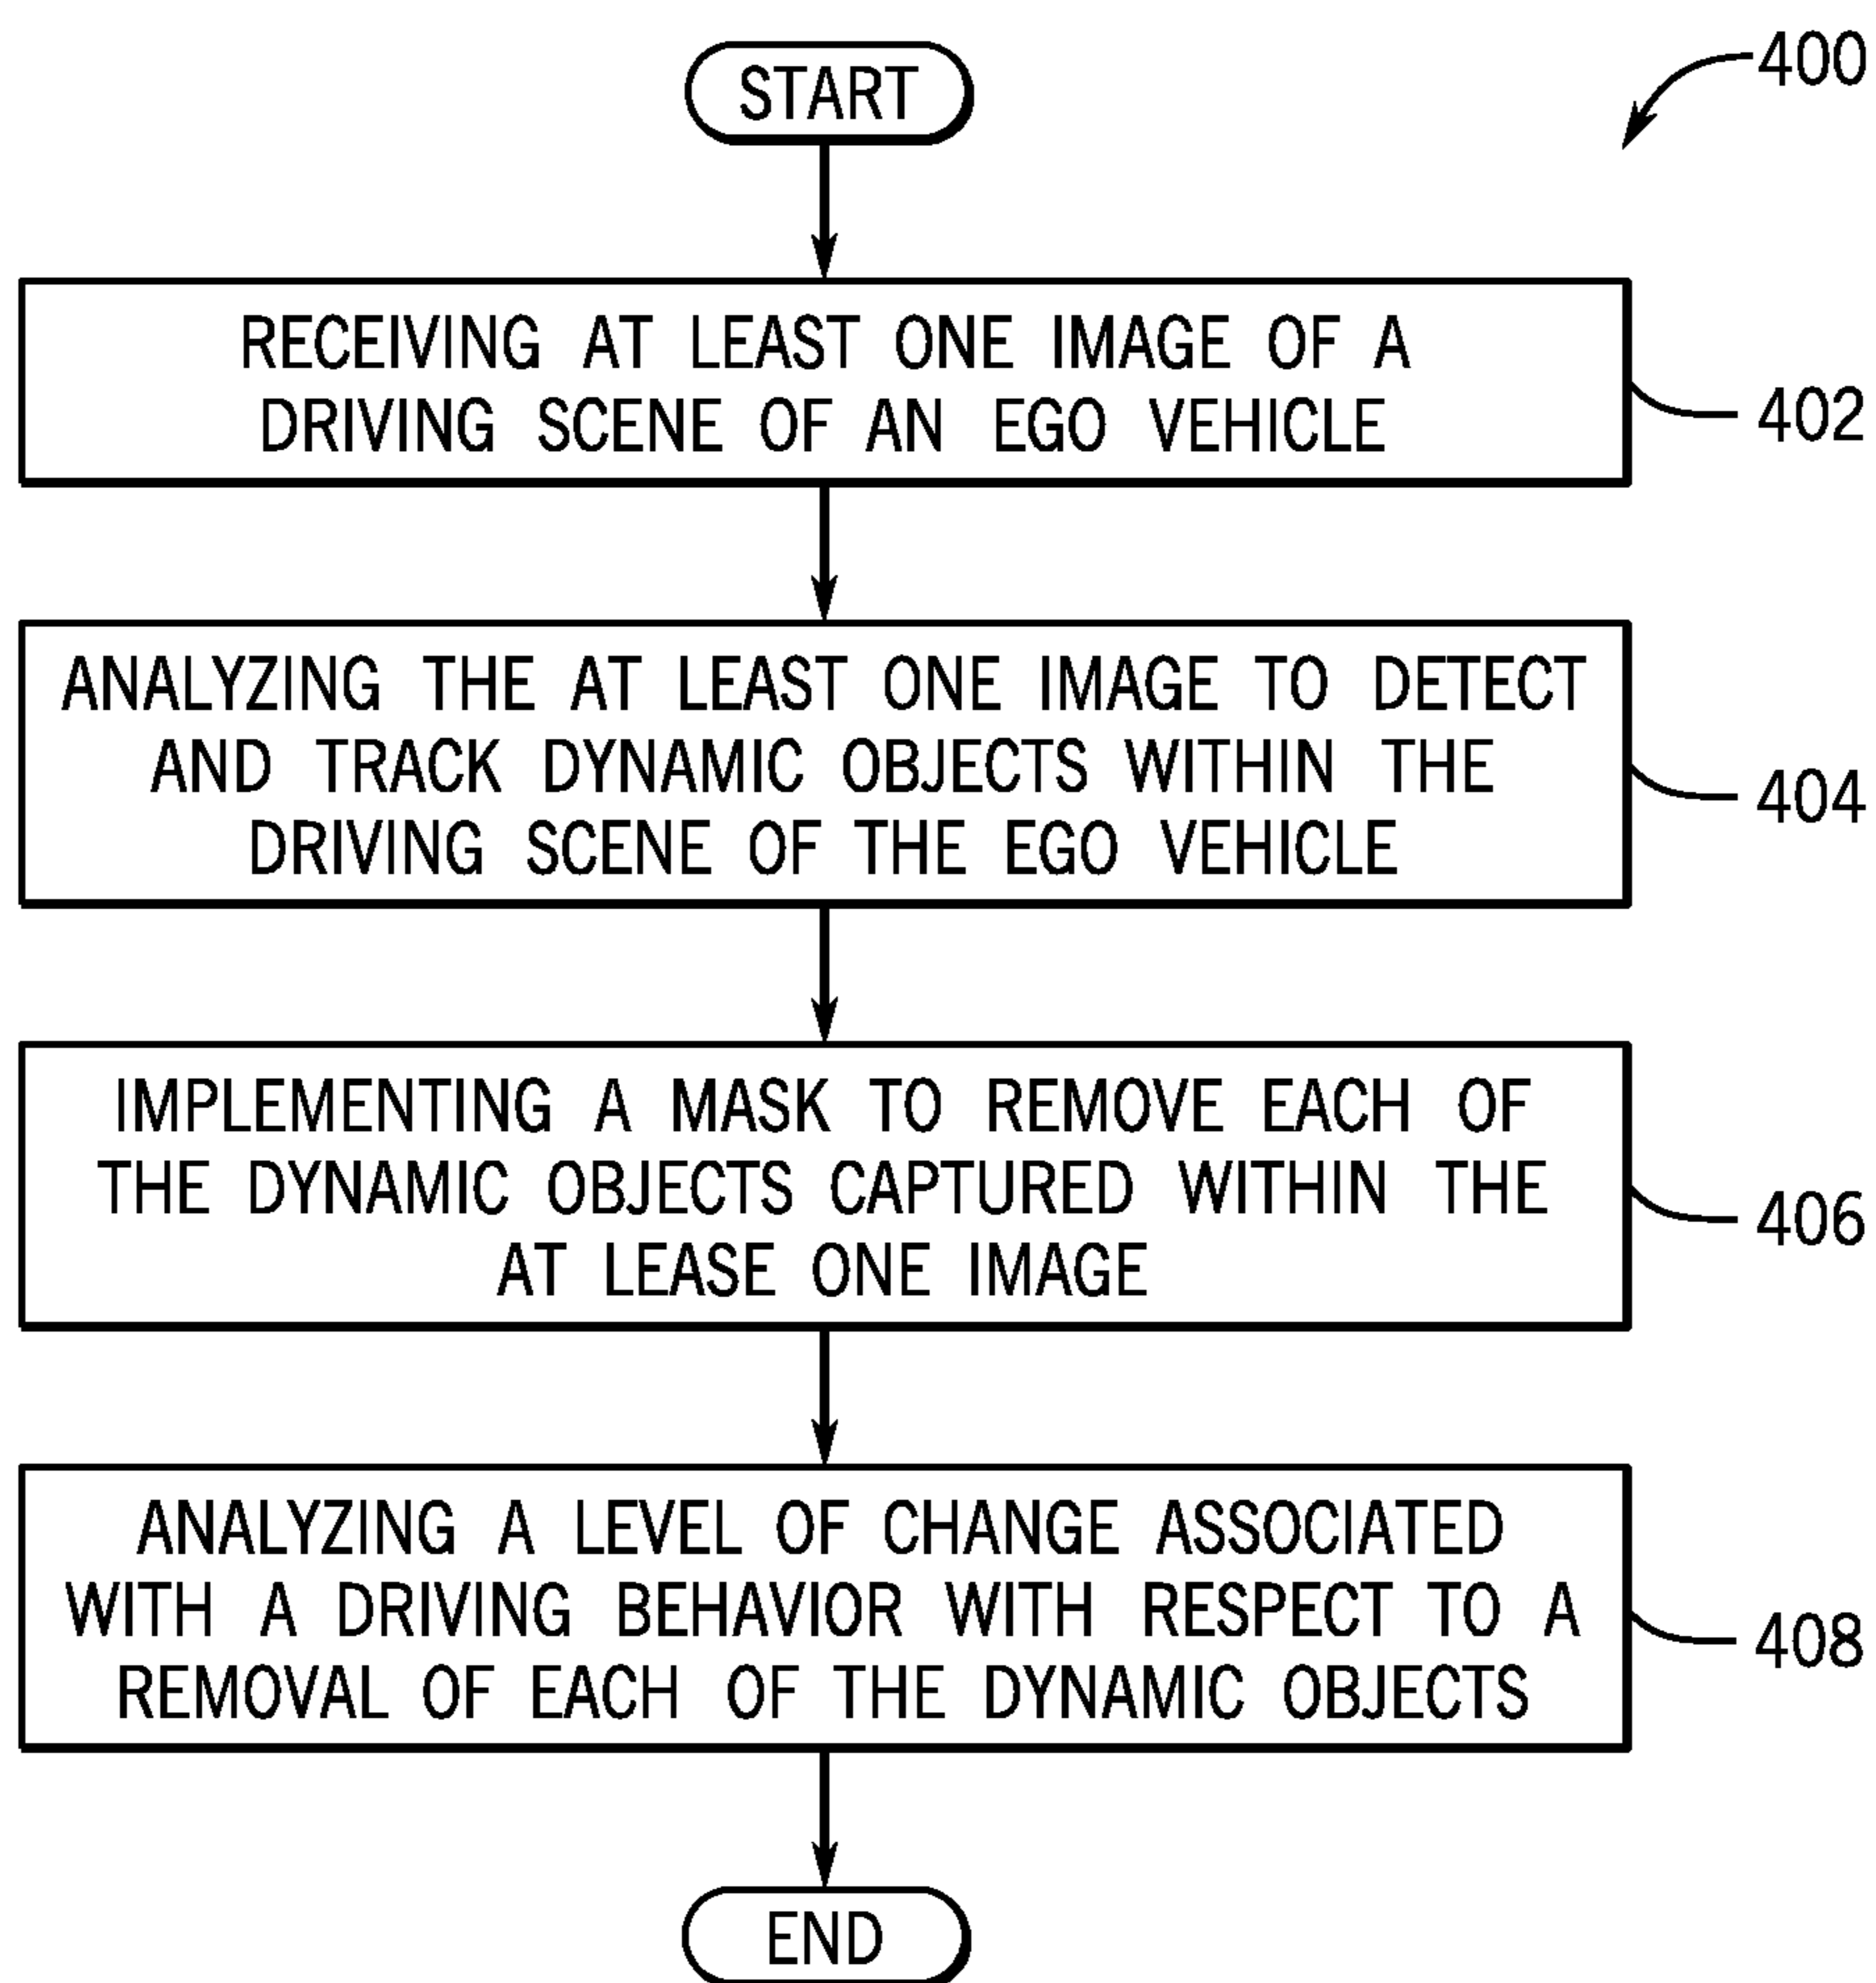 START
400
RECEIVING AT LEAST ONE IMAGE OF A
DRIVING SCENE OF AN EGO VEHICLE
402
ANALYZING THE AT LEAST ONE IMAGE TO DETECT
AND TRACK DYNAMIC OBJECTS WITHIN THE
DRIVING SCENE OF THE EGO VEHICLE
404
IMPLEMENTING A MASK TO REMOVE EACH OF
THE DYNAMIC OBJECTS CAPTURED WITHIN THE
AT LEASE ONE IMAGE
406
ANALYZING A LEVEL OF CHANGE ASSOCIATED
WITH A DRIVING BEHAVIOR WITH RESPECT TO A
REMOVAL OF EACH OF THE DYNAMIC OBJECTS
408
END